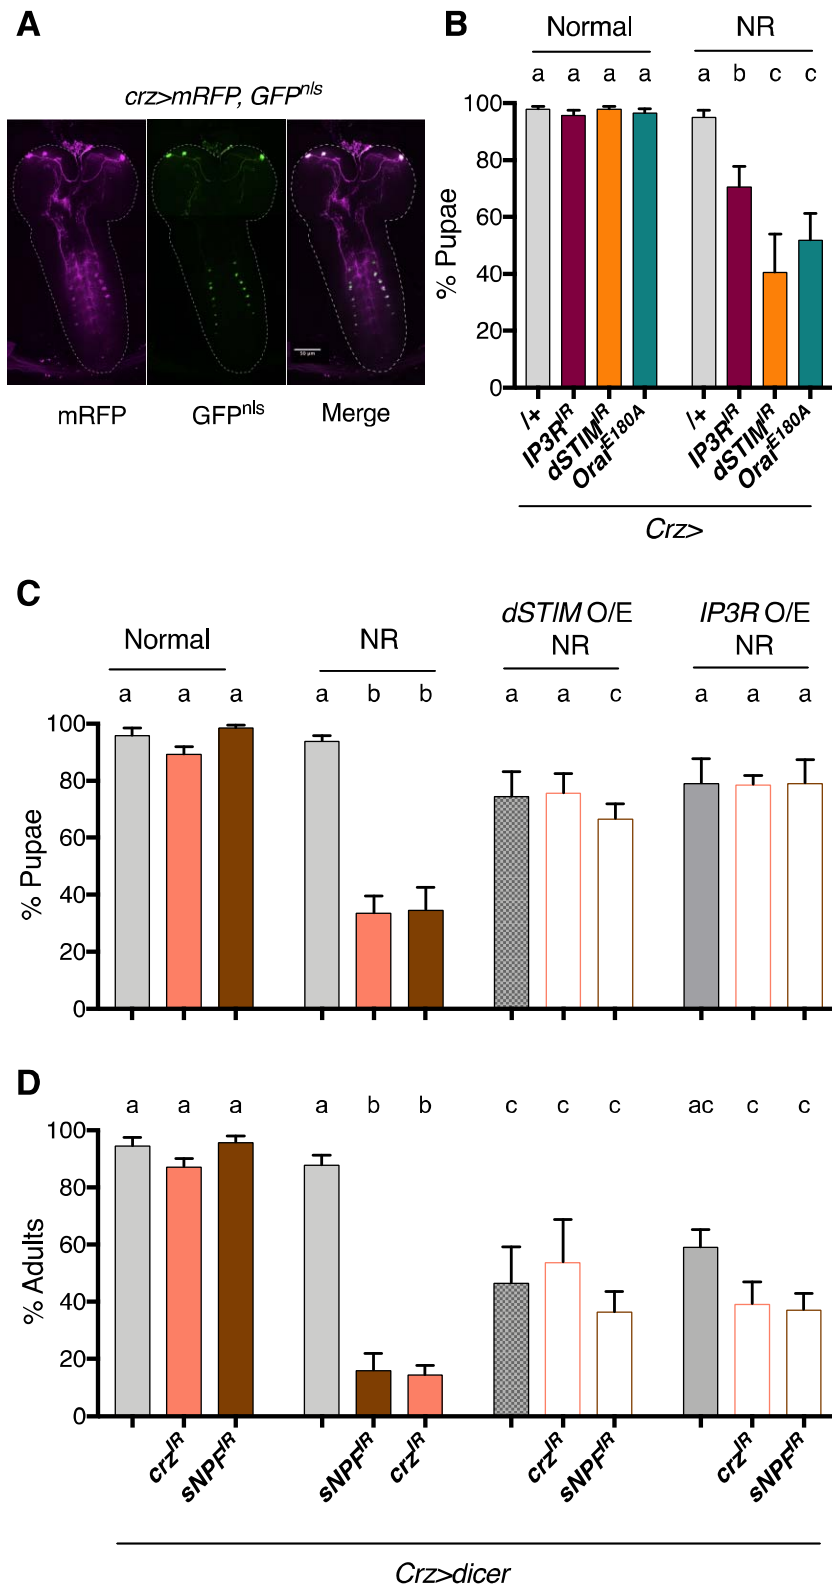 A
crz>mRFP, GFPnls
50 µm
mRFP GFPnls Merge
B
Normal NR
a a a a a b c c
% Pupae
100
80
60
40
20
0
/+ IP3RIR dSTIMIR OraiE180A /+ IP3RIR dSTIMIR OraiE180A
Crz>
C
Normal NR dSTIM O/E NR IP3R O/E NR
a a a a b b a a c a a a
% Pupae
100
80
60
40
20
0
D
a a a a b b c c c ac c c
% Adults
100
80
60
40
20
0
crzIR sNPFIR sNPFIR crzIR crzIR sNPFIR crzIR sNPFIR
Crz>dicer